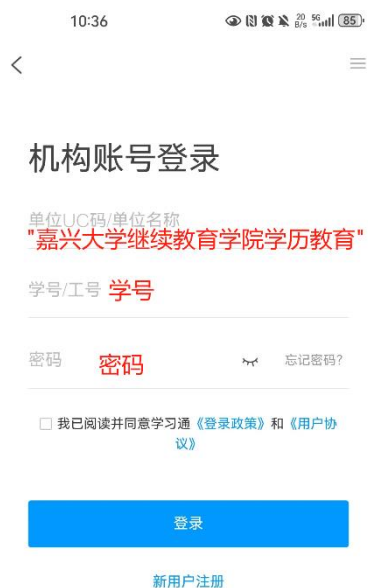 10:36
20 B/s 5G 85
机构账号登录
单位UC码/单位名称
"嘉兴大学继续教育学院学历教育"
学号/工号 学号
密码 密码 忘记密码?
我已阅读并同意学习通《登录政策》和《用户协
议》
登录
新用户注册